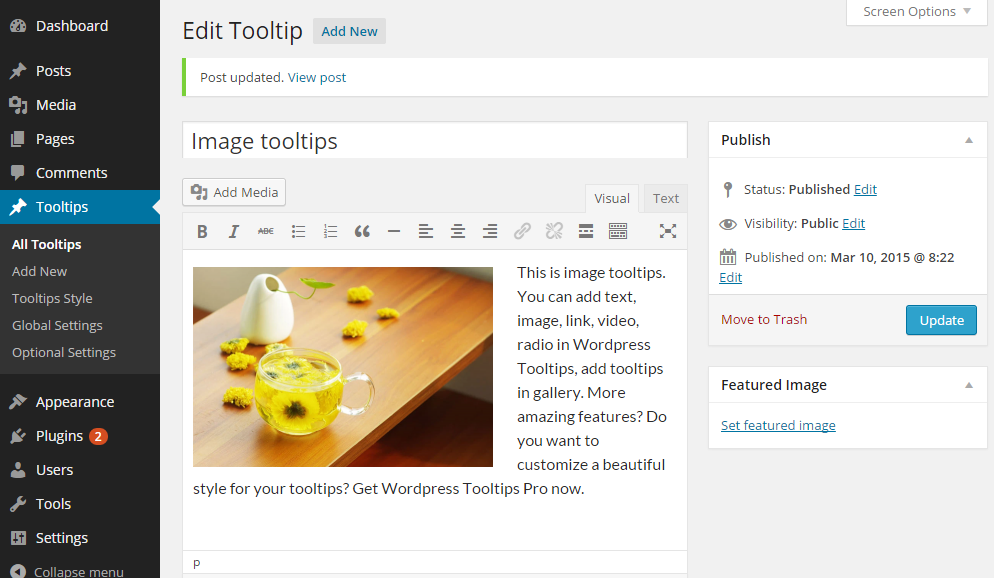 Dashboard
Posts
Media
Pages
Comments
Tooltips
All Tooltips
Add New
Tooltips Style
Global Settings
Optional Settings
Appearance
Plugins 2
Users
Tools
Settings
Collapse menu
Screen Options
Edit Tooltip Add New
Post updated. View post
Image tooltips
Add Media
Visual Text
B I ABC
This is image tooltips.
You can add text,
image, link, video,
radio in Wordpress
Tooltips, add tooltips
in gallery. More
amazing features? Do
you want to
customize a beautiful
style for your tooltips? Get Wordpress Tooltips Pro now.
p
Publish
Status: Published Edit
Visibility: Public Edit
Published on: Mar 10, 2015 @ 8:22
Edit
Move to Trash Update
Featured Image
Set featured image